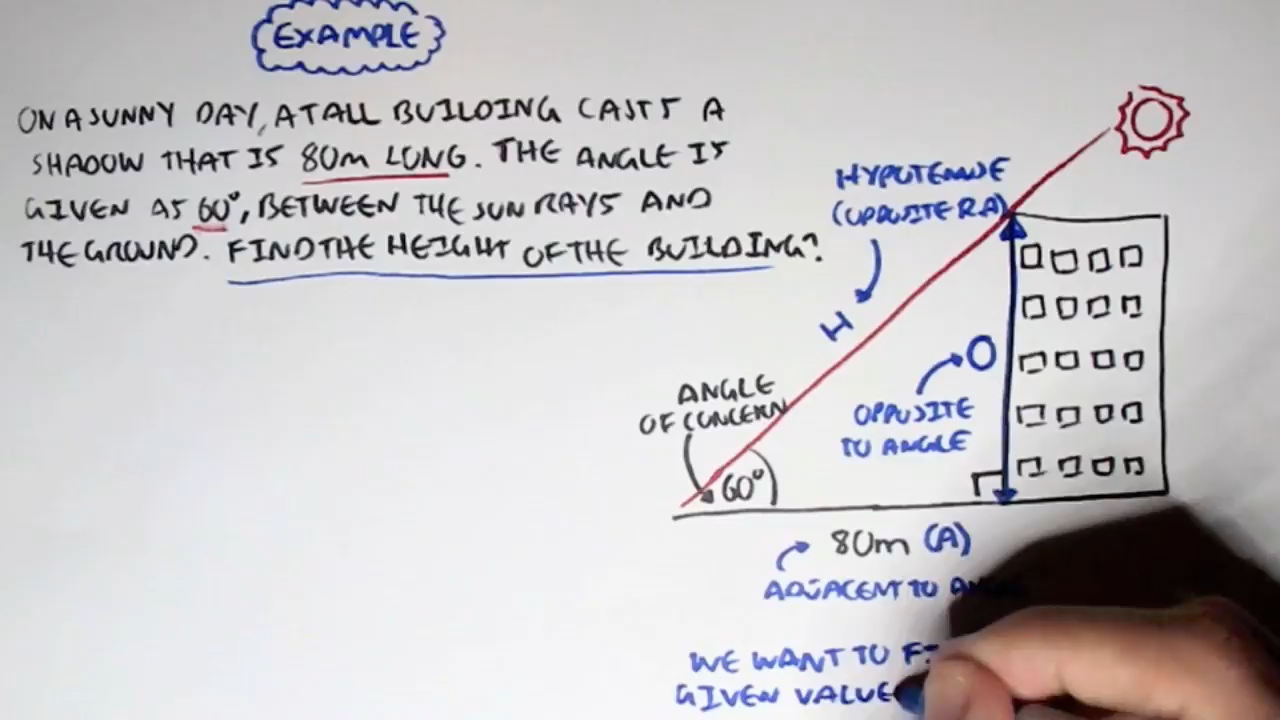 EXAMPLE
ON A SUNNY DAY, A TALL BUILDING CASTS A
SHADOW THAT IS 80m LONG. THE ANGLE IS
GIVEN AS 60°, BETWEEN THE SUN RAYS AND
THE GROUND. FIND THE HEIGHT OF THE BUILDING?
HYPOTENUSE
(OPPOSITE RA)
H
ANGLE
OF CONCERN
O
OPPOSITE
TO ANGLE
60°
80m (A)
ADJACENT TO
WE WANT TO
GIVEN VALUE